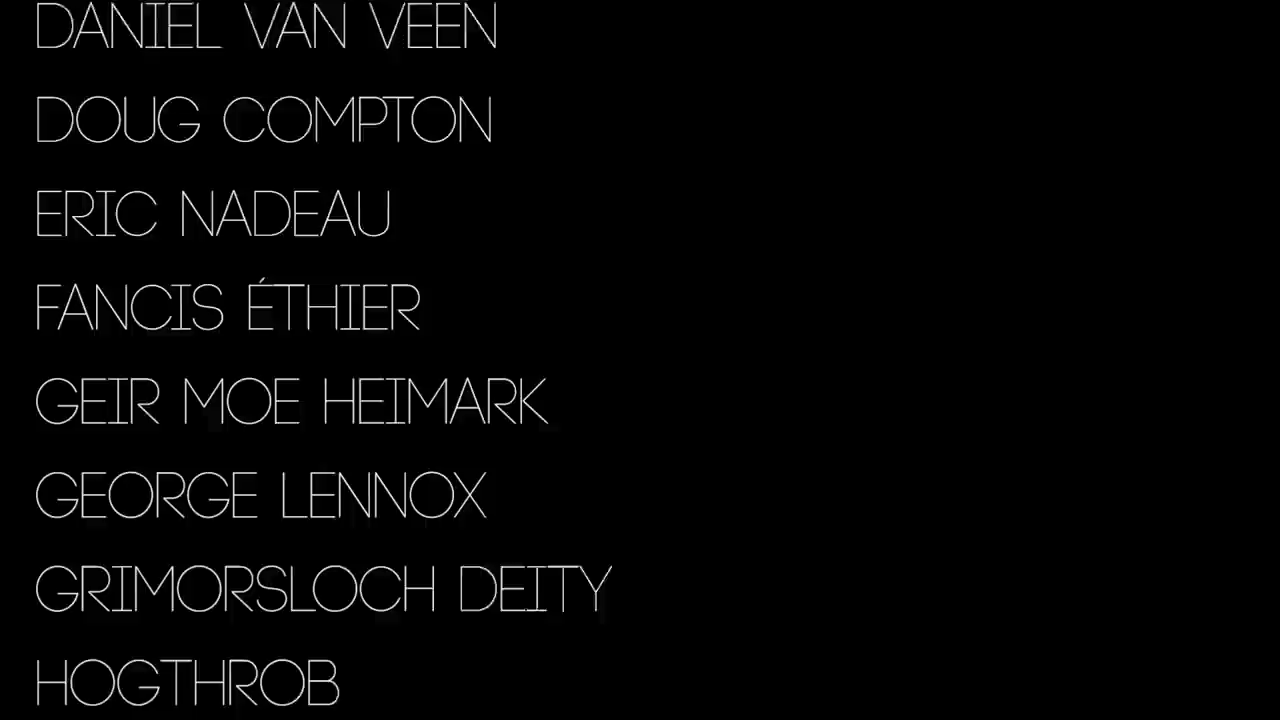 DANIEL VAN VEEN
DOUG COMPTON
ERIC NADEAU
FANCIS ÉTHIER
GEIR MOE HEIMARK
GEORGE LENNOX
GRIMORSLOCH DEITY
HOGTHROB